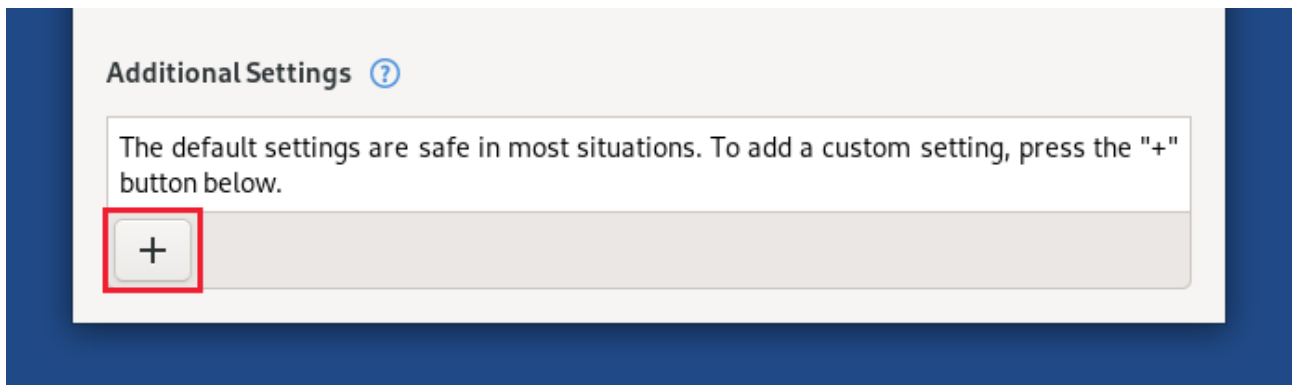 Additional Settings ?
The default settings are safe in most situations. To add a custom setting, press the "+"
button below.
+